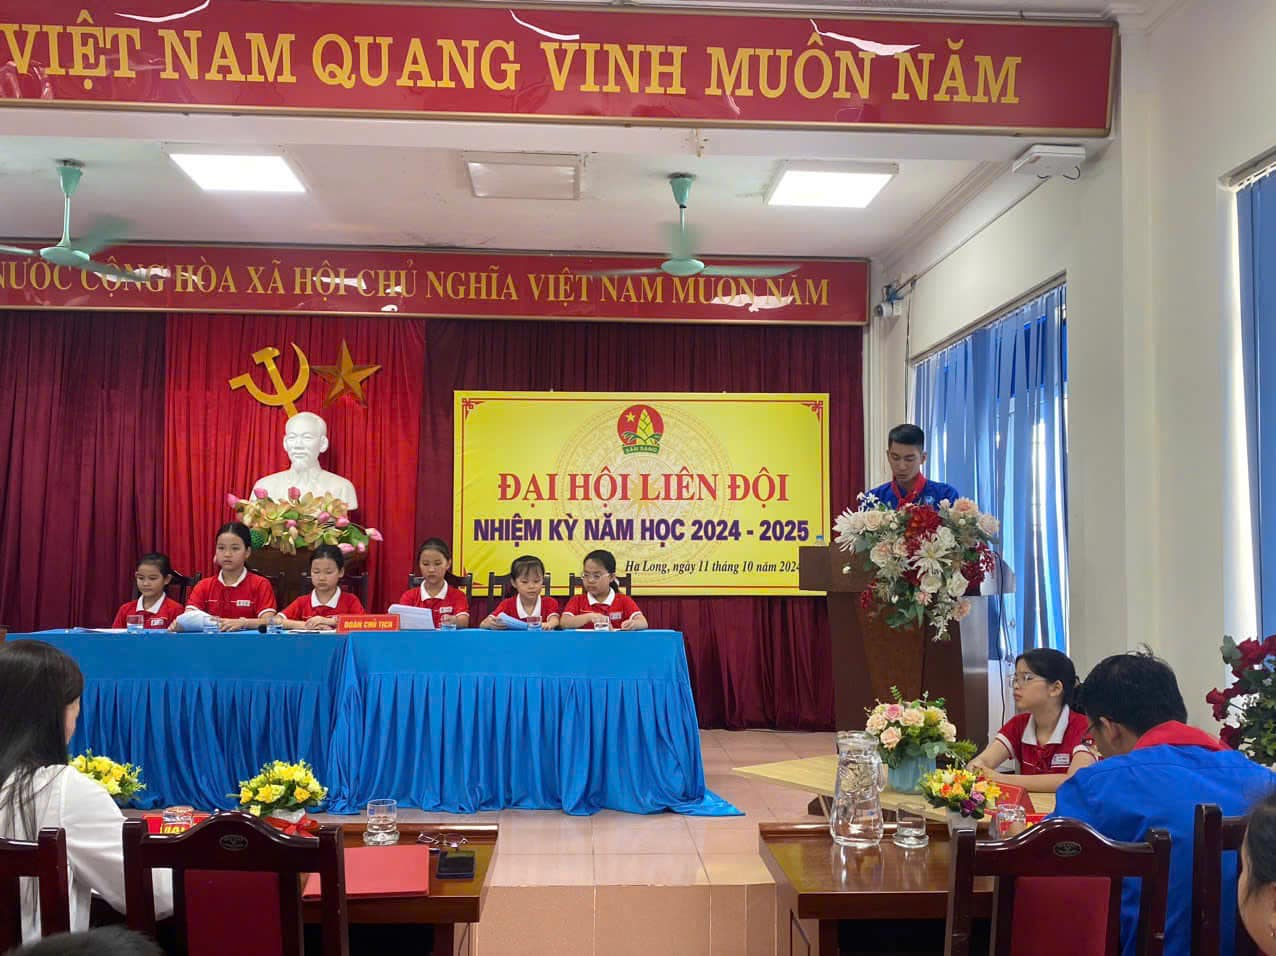 VIỆT NAM QUANG VINH MUÔN NĂM
NƯỚC CỘNG HÒA XÃ HỘI CHỦ NGHĨA VIỆT NAM MUÔN NĂM
SẴN SÀNG
ĐẠI HỘI LIÊN ĐỘI
NHIỆM KỲ NĂM HỌC 2024 - 2025
Hạ Long, ngày 11 tháng 10 năm 2024
ĐOÀN CHỦ TỊCH